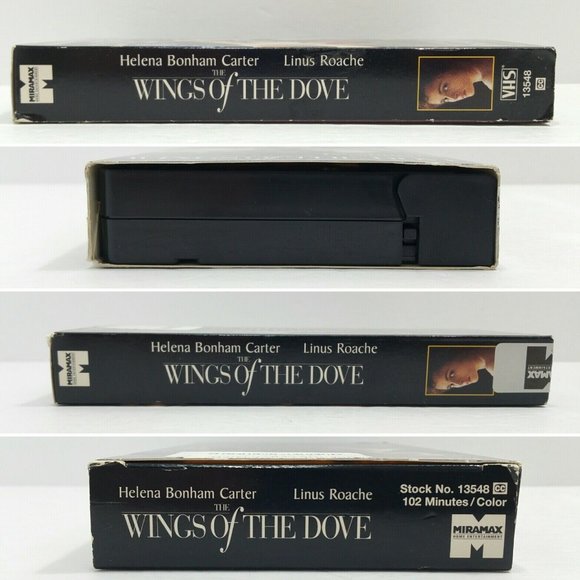 MIRAMAX
Helena Bonham Carter Linus Roache
THE
WINGS Of THE DOVE
VHS
13548 CC
MIRAMAX
Helena Bonham Carter Linus Roache
THE
WINGS Of THE DOVE
Helena Bonham Carter Linus Roache
THE
WINGS Of THE DOVE
Stock No. 13548 CC
102 Minutes/Color
MIRAMAX
HOME ENTERTAINMENT